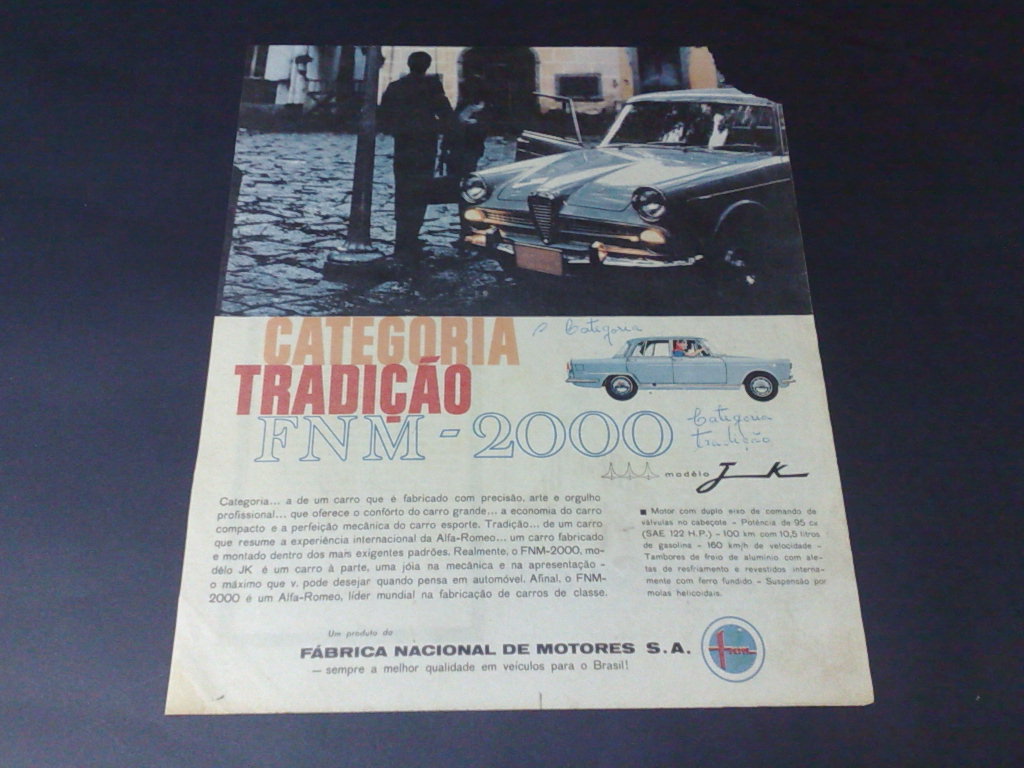 CATEGORIA
Categoria
TRADIÇÃO
FNM-2000
Categoria
tradição
modêlo JK
Categoria... a de um carro que é fabricado com precisão, arte e orgulho
profissional... que oferece o confôrto do carro grande... a economia do carro
compacto e a perfeição mecânica do carro esporte. Tradição... de um carro
que resume a experiência internacional da Alfa-Romeo... um carro fabricado
e montado dentro dos mais exigentes padrões. Realmente, o FNM-2000, mo-
dêlo JK é um carro à parte, uma jóia na mecânica e na apresentação -
o máximo que v. pode desejar quando pensa em automóvel. Afinal, o FNM-
2000 é um Alfa-Romeo, líder mundial na fabricação de carros de classe.
■ Motor com duplo eixo de comando de
válvulas no cabeçote - Potência de 95 cv
(SAE 122 H.P.) - 100 km com 10,5 litros
de gasolina - 160 km/h de velocidade -
Tambores de freio de alumínio com ale-
tas de resfriamento e revestidos interna-
mente com ferro fundido - Suspensão por
molas helicoidais.
Um produto da
FÁBRICA NACIONAL DE MOTORES S.A.
— sempre a melhor qualidade em veículos para o Brasil!
FNM